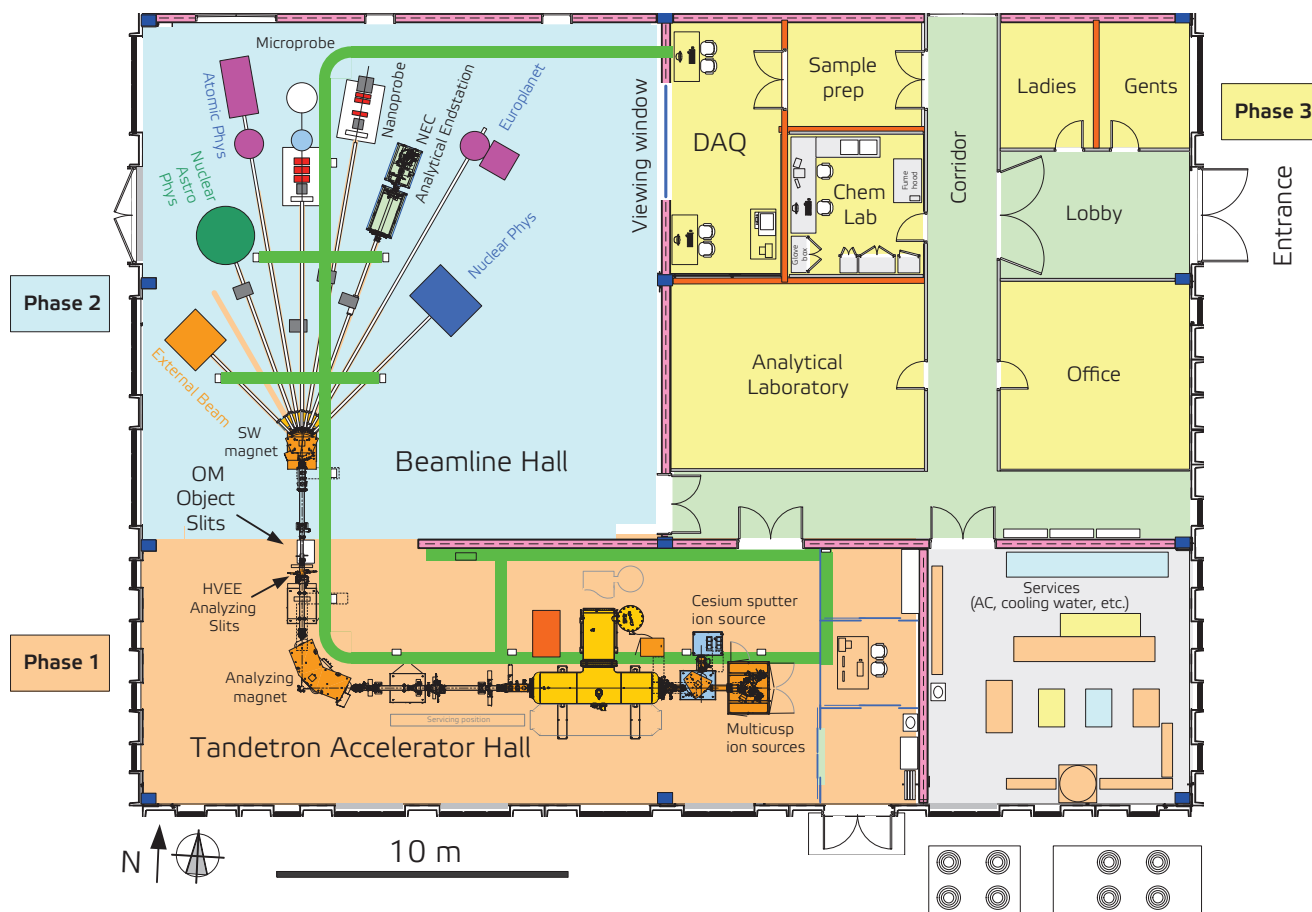 Microprobe
Atomic Phys
Nanoprobe
NEC
Analytical Endstation
Europlanet
Nuclear
Astro
Phys
Nuclear Phys
Viewing window
DAQ
Sample
prep
Chem
Lab
Fume
hood
Glove
box
Corridor
Ladies
Gents
Lobby
Entrance
Phase 3
Phase 2
External Beam
SW
magnet
OM
Object
Slits
Beamline Hall
Analytical
Laboratory
Office
HVEE
Analyzing
Slits
Cesium sputter
ion source
Services
(AC, cooling water, etc.)
Phase 1
Analyzing
magnet
Servicing position
Tandetron Accelerator Hall
Multicusp
ion sources
N
10 m